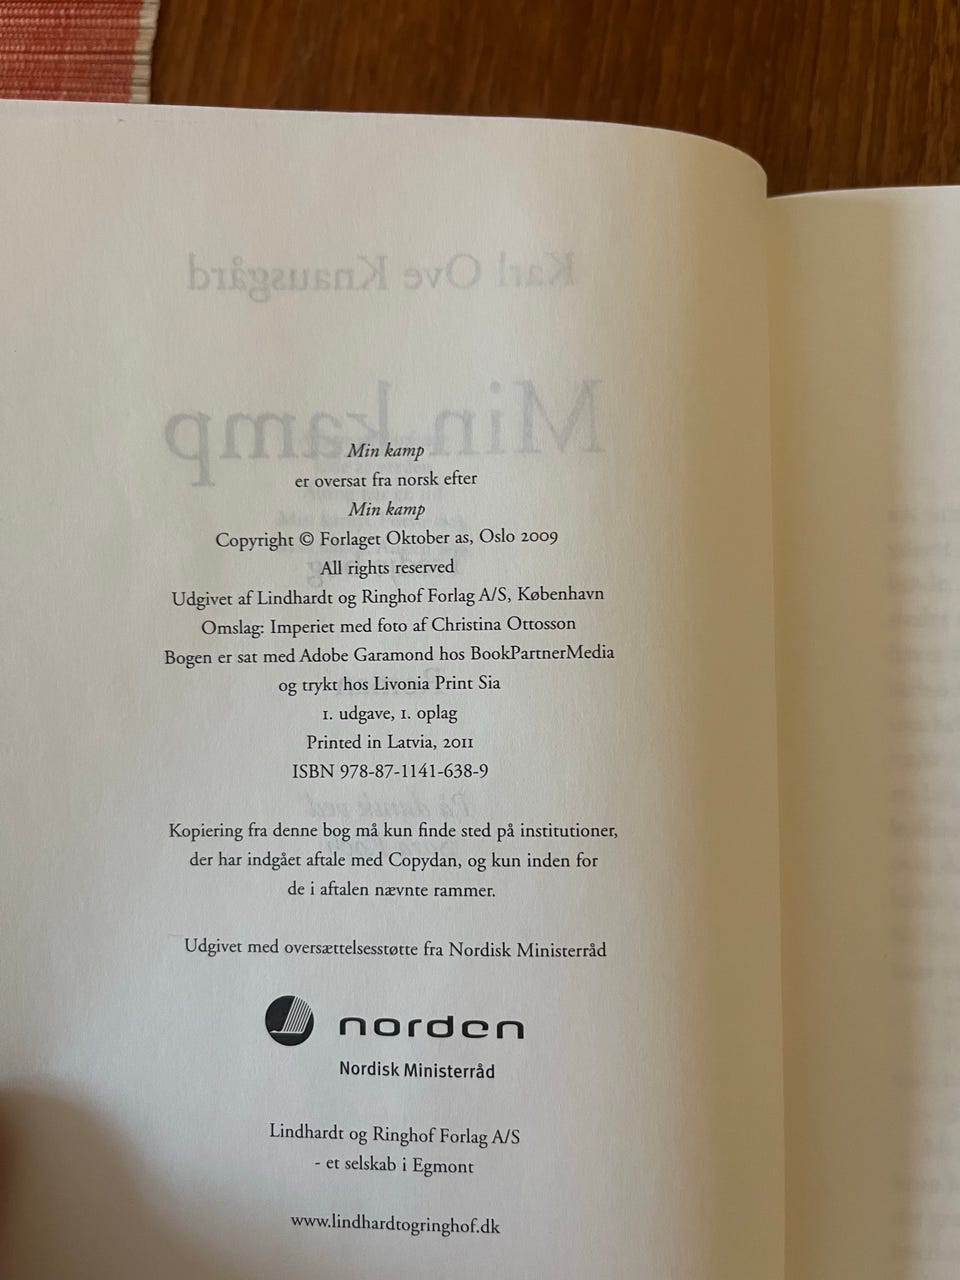 Karl Ove Knausgård
Min kamp
Min kamp
er oversat fra norsk efter
Min kamp
Copyright © Forlaget Oktober as, Oslo 2009
All rights reserved
Udgivet af Lindhardt og Ringhof Forlag A/S, København
Omslag: Imperiet med foto af Christina Ottosson
Bogen er sat med Adobe Garamond hos BookPartnerMedia
og trykt hos Livonia Print Sia
1. udgave, 1. oplag
Printed in Latvia, 2011
ISBN 978-87-1141-638-9
Kopiering fra denne bog må kun finde sted på institutioner,
der har indgået aftale med Copydan, og kun inden for
de i aftalen nævnte rammer.
Udgivet med oversættelsesstøtte fra Nordisk Ministerråd
norden
Nordisk Ministerråd
Lindhardt og Ringhof Forlag A/S
- et selskab i Egmont
www.lindhardtogringhof.dk